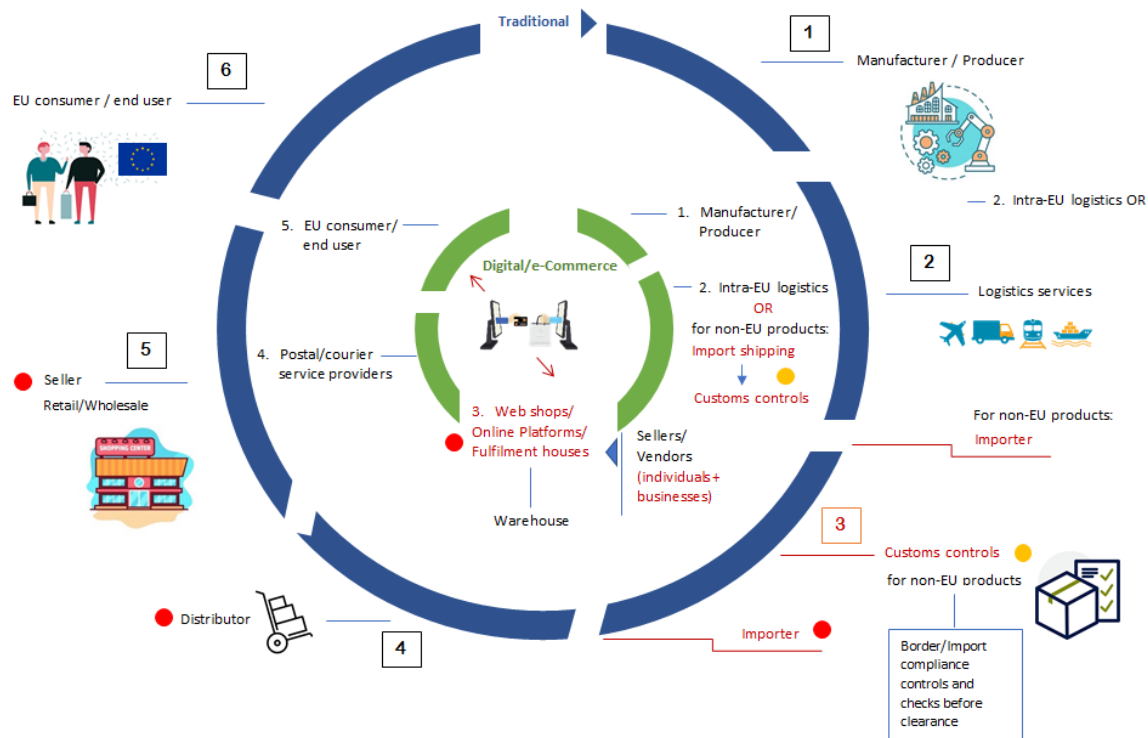 Traditional
1
Manufacturer / Producer
2. Intra-EU logistics OR
2
Logistics services
For non-EU products:
Importer
3
Customs controls
for non-EU products
Border/Import
compliance
controls and
checks before
clearance
Importer
4
Distributor
5
Seller
Retail/Wholesale
SHOPPING CENTER
6
EU consumer / end user
Digital/e-Commerce
1. Manufacturer/
Producer
2. Intra-EU logistics
OR
for non-EU products:
Import shipping
Customs controls
Sellers/
Vendors
(individuals+
businesses)
3. Web shops/
Online Platforms/
Fulfilment houses
Warehouse
4. Postal/courier
service providers
5. EU consumer/
end user